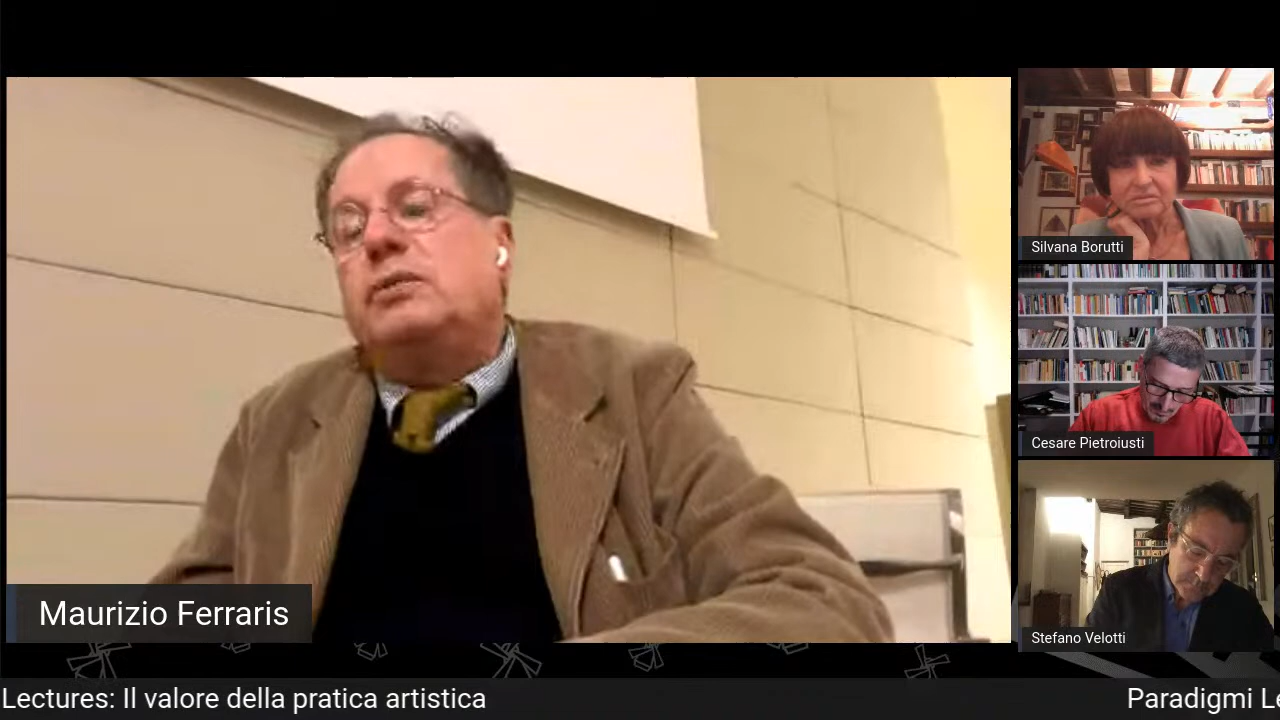 Silvana Borutti
Cesare Pietroiusti
Maurizio Ferraris
Stefano Velotti
Lectures: Il valore della pratica artistica
Paradigmi Le